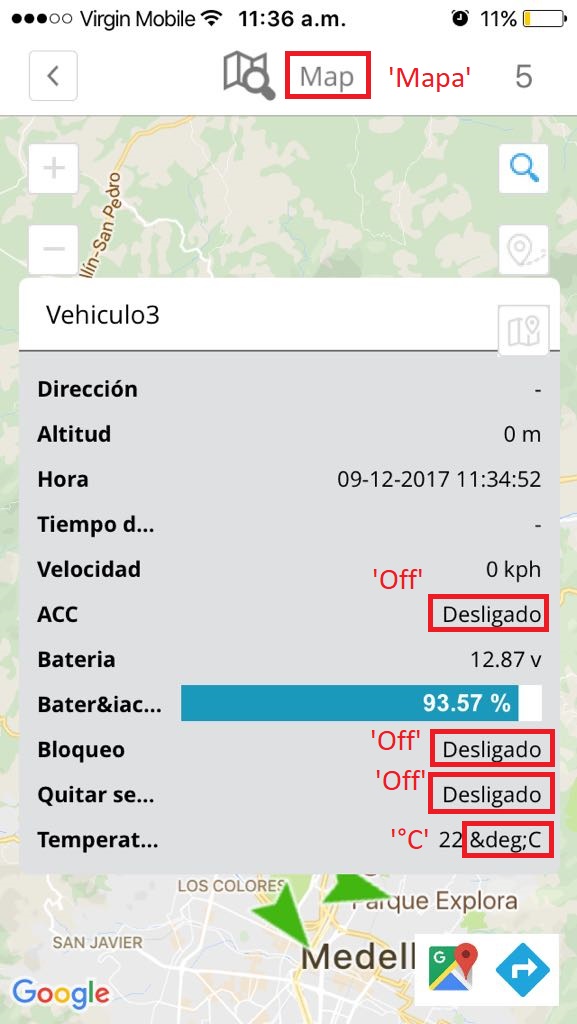 Virgin Mobile 11:36 a.m. 11%
Map 'Mapa' 5
llín-San Pedro
Vehiculo3
Dirección -
Altitud 0 m
Hora 09-12-2017 11:34:52
Tiempo d... -
Velocidad 0 kph
'Off'
ACC Desligado
Bateria 12.87 v
Bater&iac... 93.57 %
Bloqueo 'Off' Desligado
Quitar se... 'Off' Desligado
Temperat... '°C' 22 &deg;C
LOS COLORES
Parque Explora
SAN JAVIER
Medell
G
Google